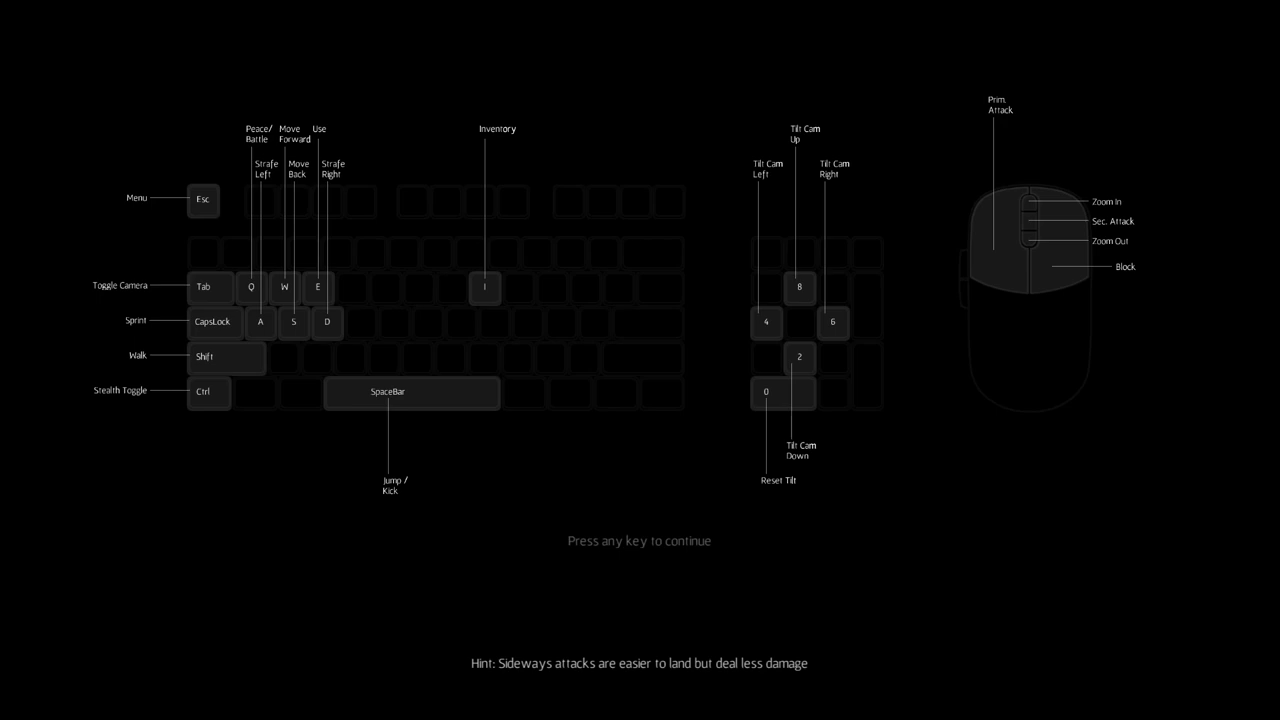 Prim.
Attack
Peace/
Battle
Move
Forward
Use
Inventory
Tilt Cam
Up
Strafe
Left
Move
Back
Strafe
Right
Tilt Cam
Left
Tilt Cam
Right
Menu
Esc
Zoom In
Sec. Attack
Zoom Out
Block
Toggle Camera
Tab
Q
W
E
I
8
Sprint
CapsLock
A
S
D
4
6
Walk
Shift
2
Stealth Toggle
Ctrl
SpaceBar
0
Tilt Cam
Down
Jump /
Kick
Reset Tilt
Press any key to continue
Hint: Sideways attacks are easier to land but deal less damage